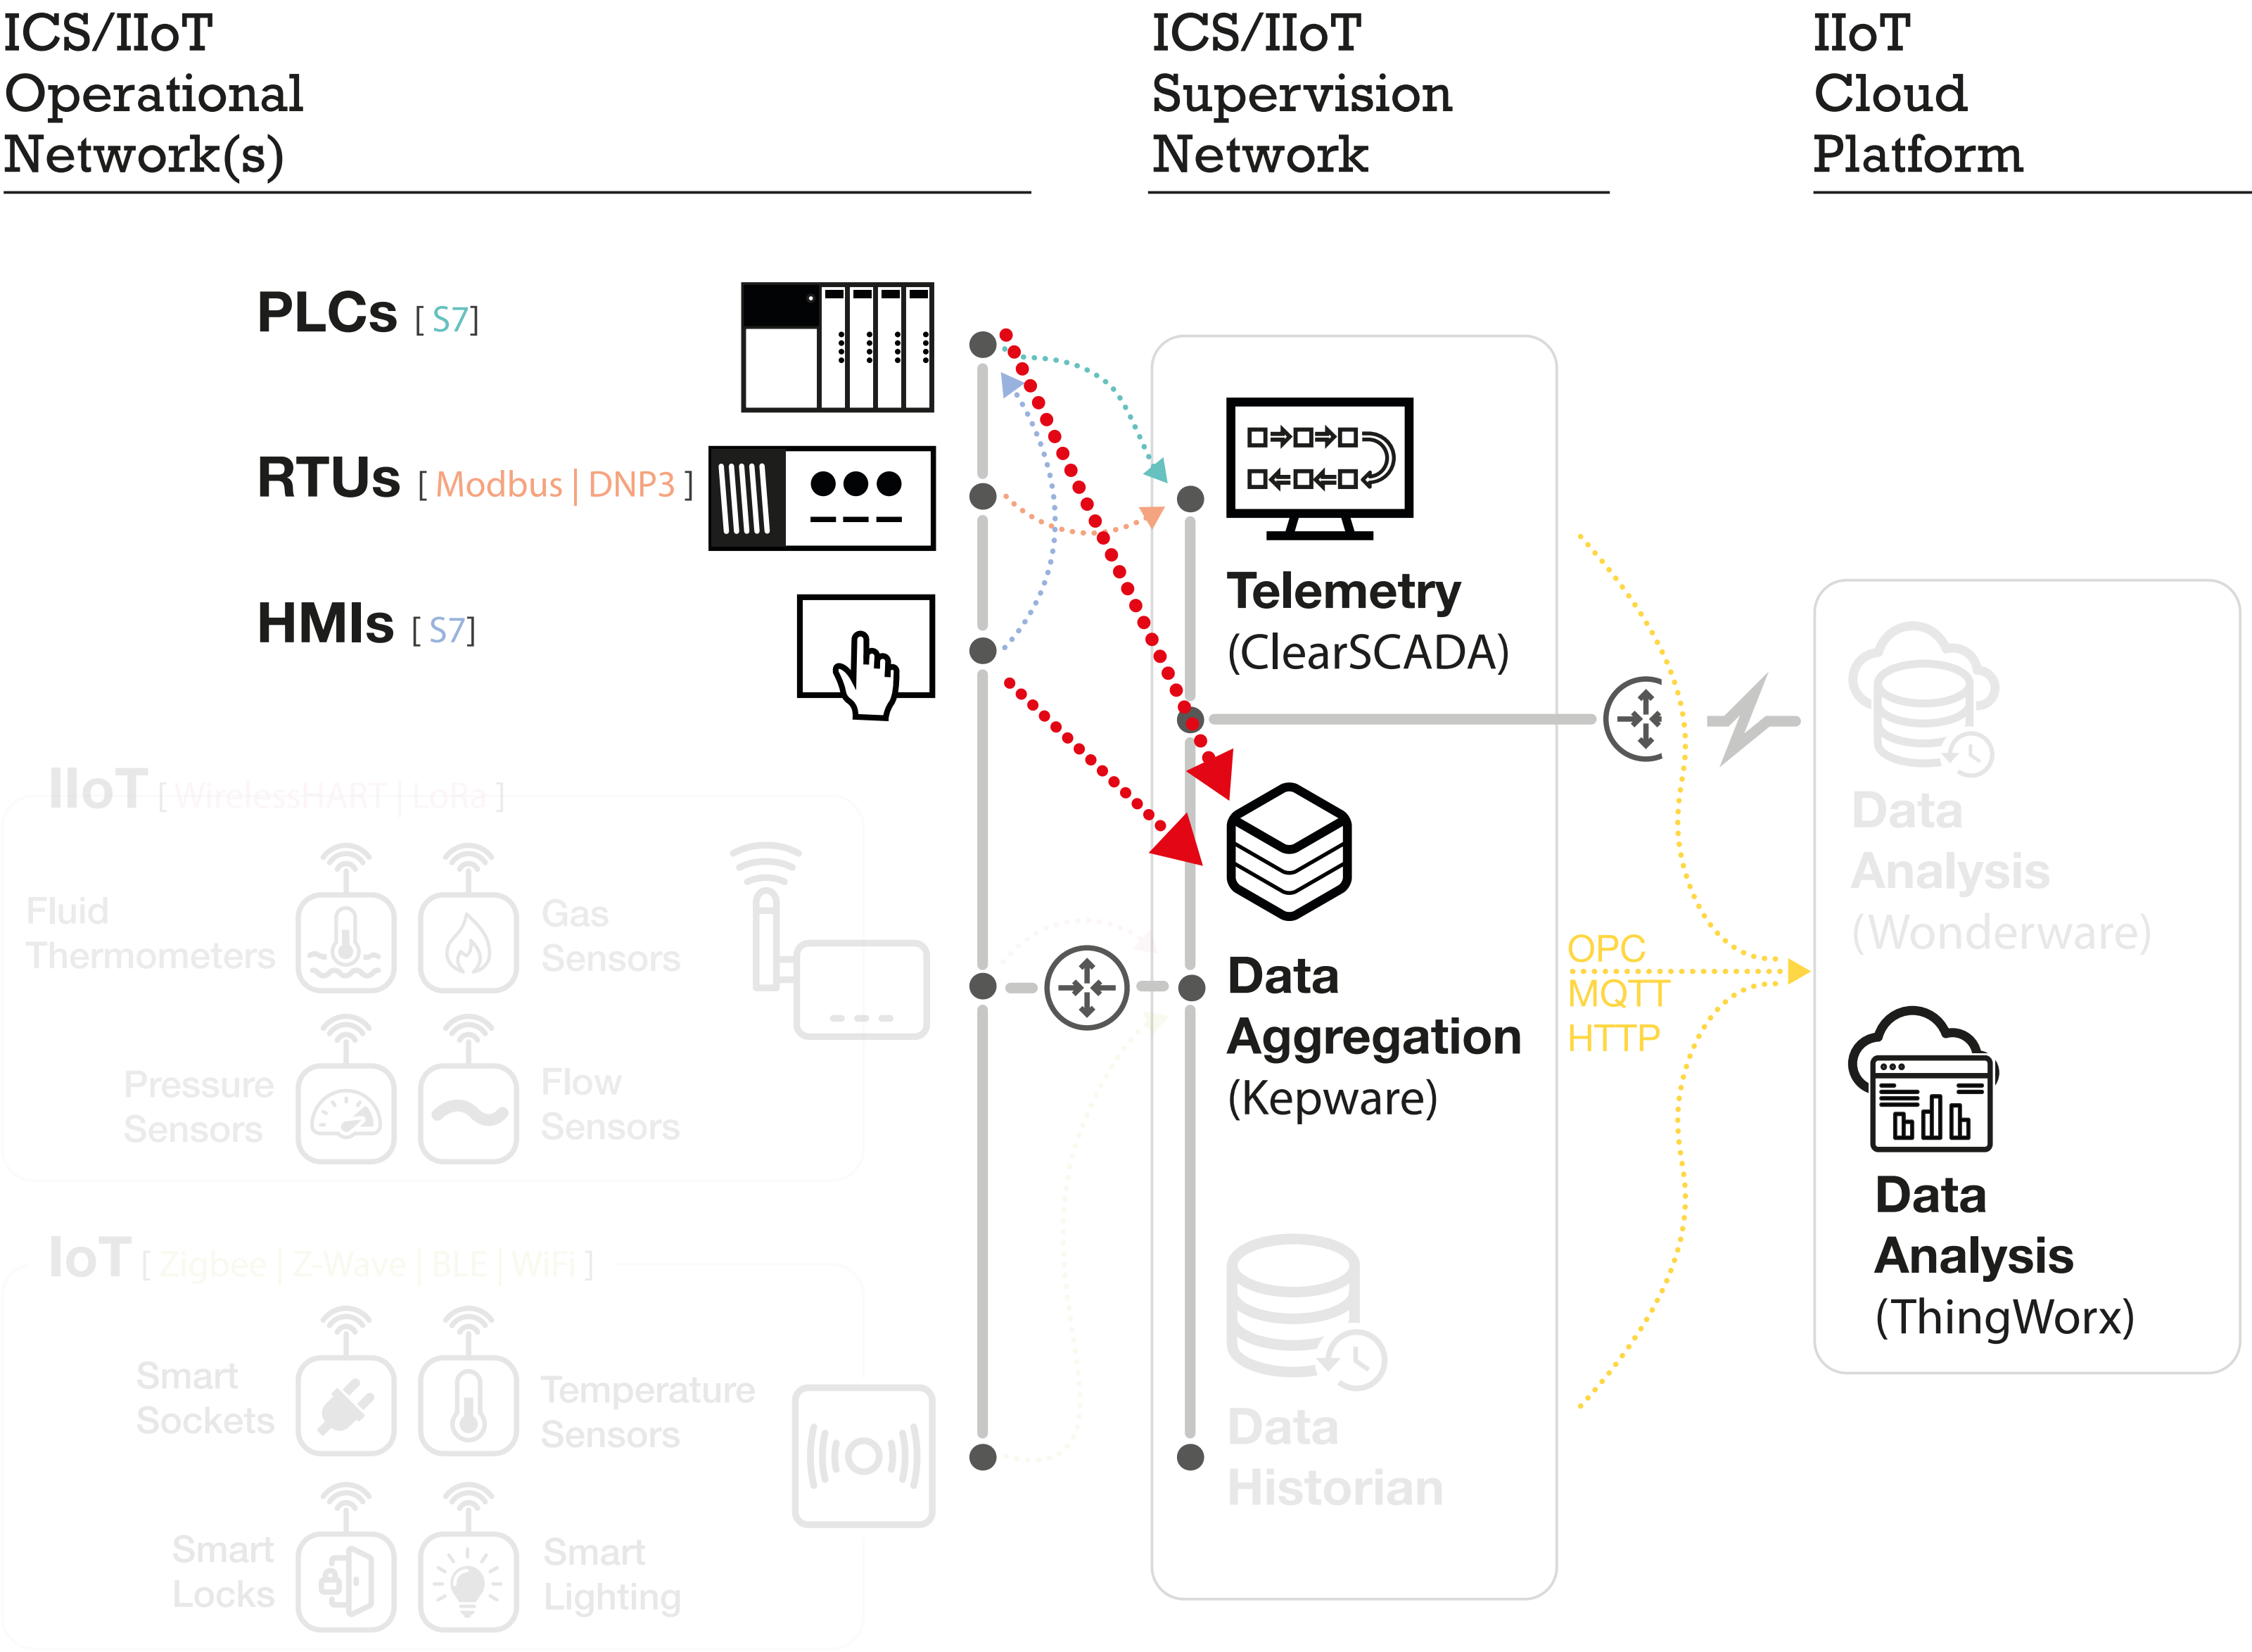 ICS/IIoT
Operational
Network(s)
ICS/IIoT
Supervision
Network
IIoT
Cloud
Platform
PLCs [ S7]
RTUs [ Modbus | DNP3 ]
HMIs [ S7]
IIoT [ WirelessHART | LoRa ]
Fluid
Thermometers
Gas
Sensors
Pressure
Sensors
Flow
Sensors
IoT [ Zigbee | Z-Wave | BLE | WiFi ]
Smart
Sockets
Temperature
Sensors
Smart
Locks
Smart
Lighting
Telemetry
(ClearSCADA)
Data
Aggregation
(Kepware)
Data
Historian
OPC
MQTT
HTTP
Data
Analysis
(Wonderware)
Data
Analysis
(ThingWorx)